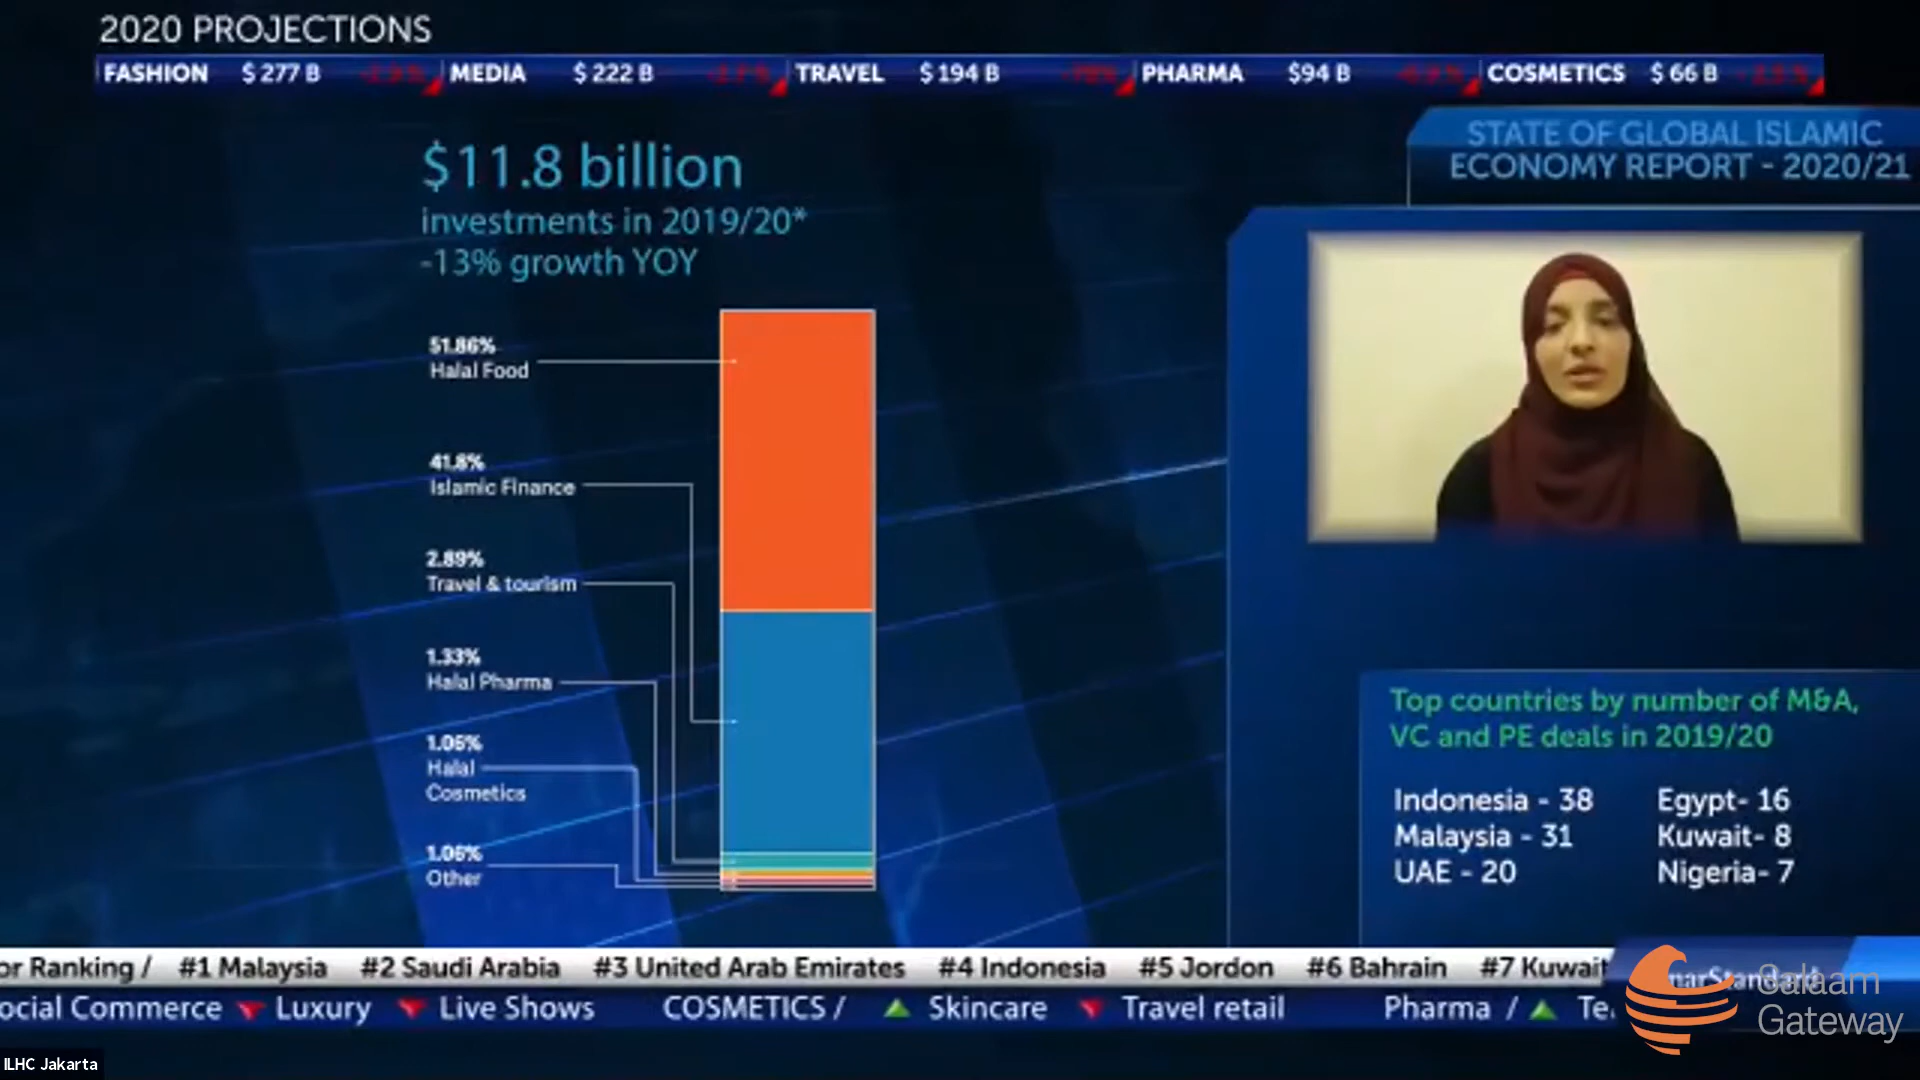 2020 PROJECTIONS
FASHION $ 277 B MEDIA $ 222 B TRAVEL $ 194 B PHARMA $94 B COSMETICS $ 66 B
STATE OF GLOBAL ISLAMIC
ECONOMY REPORT - 2020/21
$11.8 billion
investments in 2019/20*
-13% growth YOY
51.86%
Halal Food
41.8%
Islamic Finance
2.89%
Travel & tourism
1.33%
Halal Pharma
1.06%
Halal
Cosmetics
1.06%
Other
Top countries by number of M&A,
VC and PE deals in 2019/20
Indonesia - 38
Malaysia - 31
UAE - 20
Egypt- 16
Kuwait- 8
Nigeria- 7
or Ranking / #1 Malaysia #2 Saudi Arabia #3 United Arab Emirates #4 Indonesia #5 Jordon #6 Bahrain #7 Kuwait
ocial Commerce Luxury Live Shows COSMETICS / Skincare Travel retail Pharma / Te
Salaam
Gateway
ILHC Jakarta